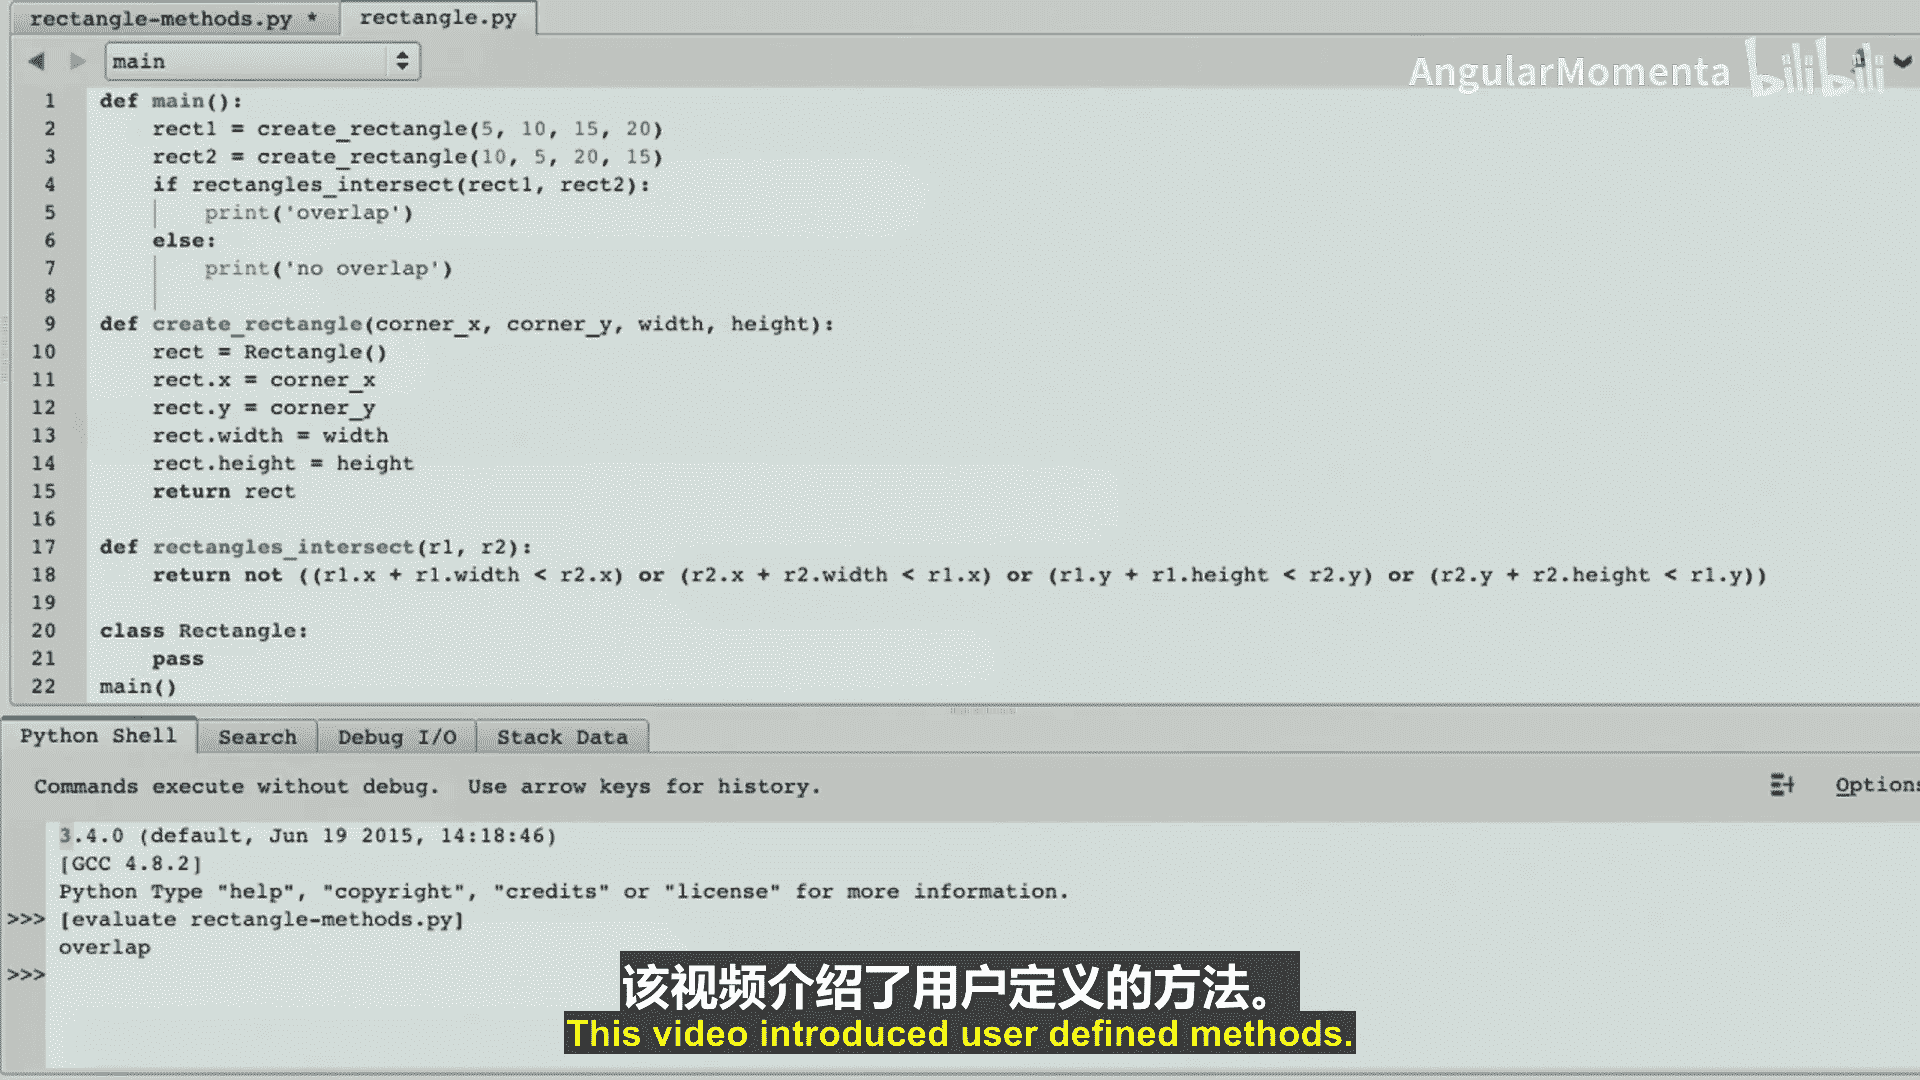 rectangle-methods.py * rectangle.py
main
AngularMomenta bilibili
1 def main():
2 rect1 = create_rectangle(5, 10, 15, 20)
3 rect2 = create_rectangle(10, 5, 20, 15)
4 if rectangles_intersect(rect1, rect2):
5 print('overlap')
6 else:
7 print('no overlap')
8
9 def create_rectangle(corner_x, corner_y, width, height):
10 rect = Rectangle()
11 rect.x = corner_x
12 rect.y = corner_y
13 rect.width = width
14 rect.height = height
15 return rect
16
17 def rectangles_intersect(r1, r2):
18 return not ((r1.x + r1.width < r2.x) or (r2.x + r2.width < r1.x) or (r1.y + r1.height < r2.y) or (r2.y + r2.height < r1.y))
19
20 class Rectangle:
21 pass
22 main()
Python Shell Search Debug I/O Stack Data
Commands execute without debug. Use arrow keys for history.
Options
3.4.0 (default, Jun 19 2015, 14:18:46)
[GCC 4.8.2]
Python Type "help", "copyright", "credits" or "license" for more information.
>>> [evaluate rectangle-methods.py]
overlap
>>>
该视频介绍了用户定义的方法。
This video introduced user defined methods.